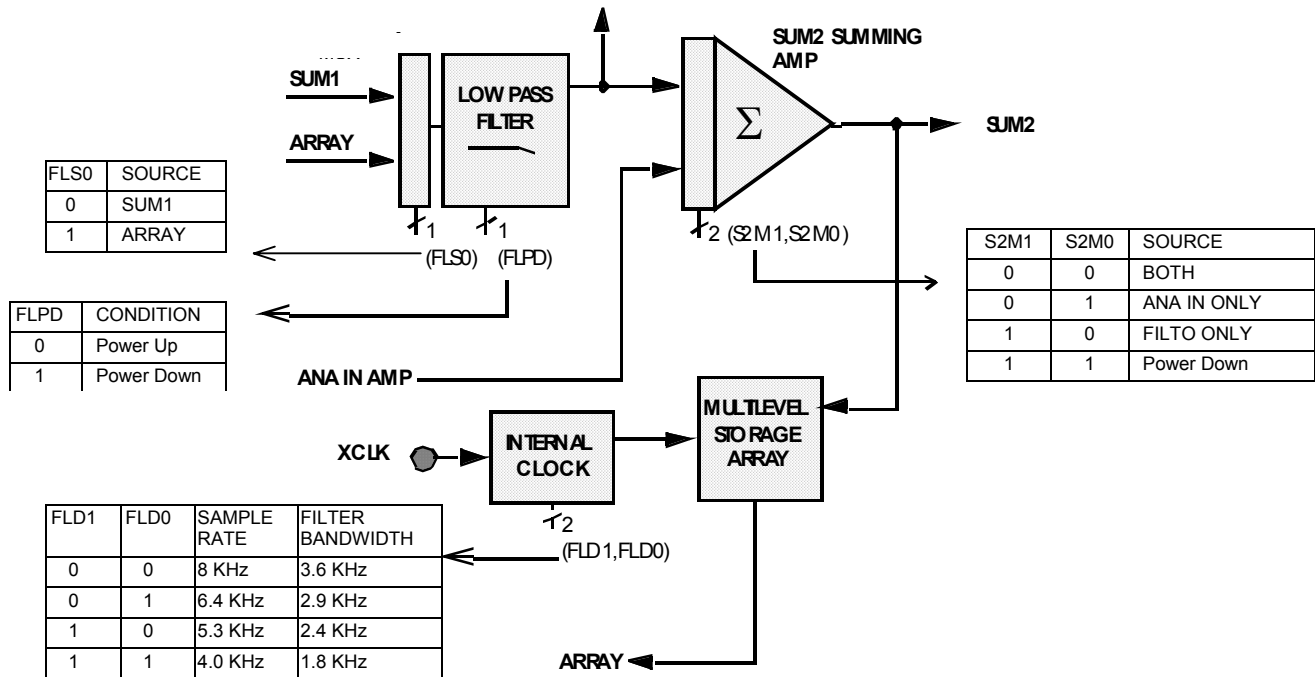 SUM2 SUMMING
AMP
SUM1
LOW PASS
FILTER
Σ
SUM2
ARRAY
FLS0 SOURCE
0 SUM1
1 ARRAY
1
1
(FLS0) (FLPD)
2 (S2M1,S2M0)
S2M1 S2M0 SOURCE
0 0 BOTH
0 1 ANA IN ONLY
1 0 FILTO ONLY
1 1 Power Down
FLPD CONDITION
0 Power Up
1 Power Down
ANA IN AMP
MULTILEVEL
STORAGE
ARRAY
XCLK
INTERNAL
CLOCK
2
(FLD1,FLD0)
FLD1 FLD0 SAMPLE RATE FILTER BANDWIDTH
0 0 8 KHz 3.6 KHz
0 1 6.4 KHz 2.9 KHz
1 0 5.3 KHz 2.4 KHz
1 1 4.0 KHz 1.8 KHz
ARRAY